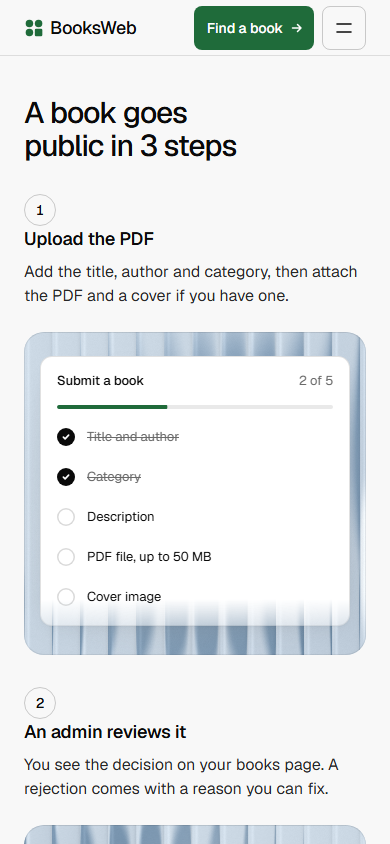 BooksWeb
Find a book →
A book goes
public in 3 steps
1
Upload the PDF
Add the title, author and category, then attach
the PDF and a cover if you have one.
Submit a book 2 of 5
Title and author
Category
Description
PDF file, up to 50 MB
Cover image
2
An admin reviews it
You see the decision on your books page. A
rejection comes with a reason you can fix.